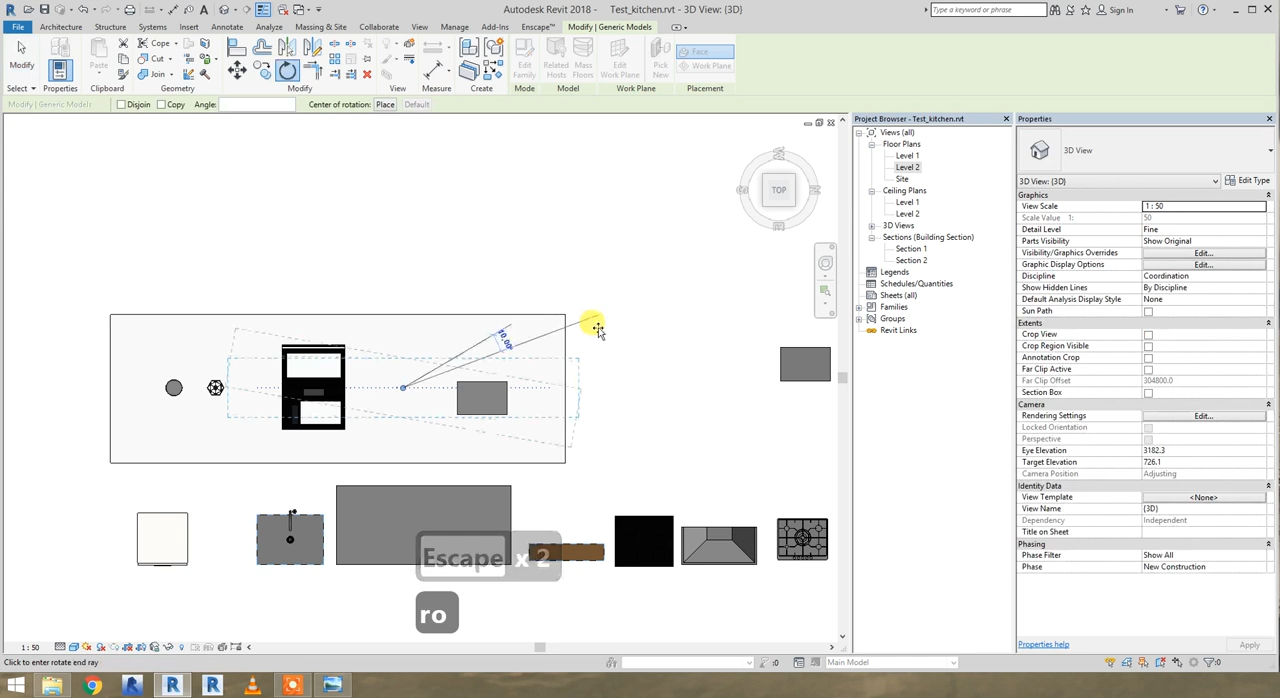 Autodesk Revit 2018 - Test_kitchen.rvt - 3D View: {3D}
Type a keyword or phrase
Sign In
File Architecture Structure Systems Insert Annotate Analyze Massing & Site Collaborate View Manage Add-Ins Enscape™ Modify | Generic Models
Modify
Properties
Paste
Cope
Cut
Join
Edit Family
Related Hosts
Mass Floors
Edit Work Plane
Pick New
Face
Work Plane
Select Properties Clipboard Geometry Modify View Measure Create Mode Model Work Plane Placement
Modify | Generic Models Disjoin Copy Angle: Center of rotation: Place Default
Project Browser - Test_kitchen.rvt
Views (all)
Floor Plans
Level 1
Level 2
Site
Ceiling Plans
Level 1
Level 2
3D Views
Sections (Building Section)
Section 1
Section 2
Legends
Schedules/Quantities
Sheets (all)
Families
Groups
Revit Links
Properties
3D View
3D View: {3D} Edit Type
Graphics
View Scale 1 : 50
Scale Value 1: 50
Detail Level Fine
Parts Visibility Show Original
Visibility/Graphics Overrides Edit...
Graphic Display Options Edit...
Discipline Coordination
Show Hidden Lines By Discipline
Default Analysis Display Style None
Sun Path
Extents
Crop View
Crop Region Visible
Annotation Crop
Far Clip Active
Far Clip Offset 304800.0
Section Box
Camera
Rendering Settings Edit...
Locked Orientation
Perspective
Eye Elevation 3182.3
Target Elevation 726.1
Camera Position Adjusting
Identity Data
View Template <None>
View Name {3D}
Dependency Independent
Title on Sheet
Phasing
Phase Filter Show All
Phase New Construction
Properties help Apply
TOP
Escape x 2
ro
1 : 50
Click to enter rotate end ray :0 Main Model :0